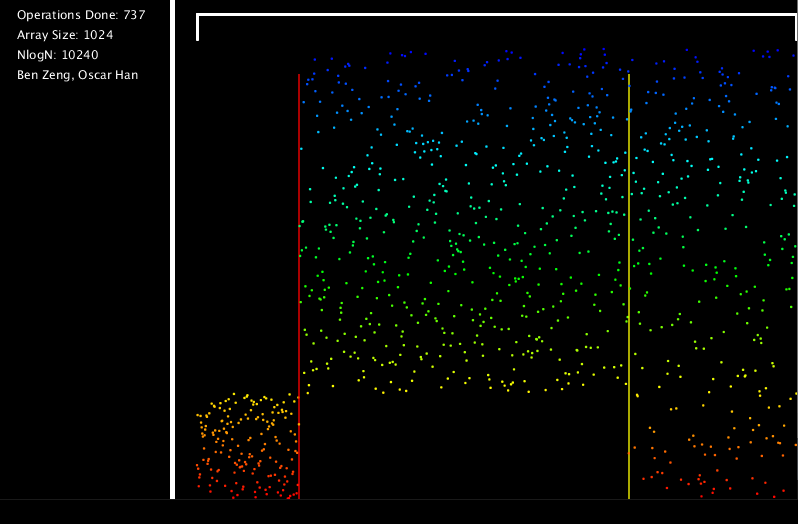 Operations Done: 737
Array Size: 1024
NlogN: 10240
Ben Zeng, Oscar Han